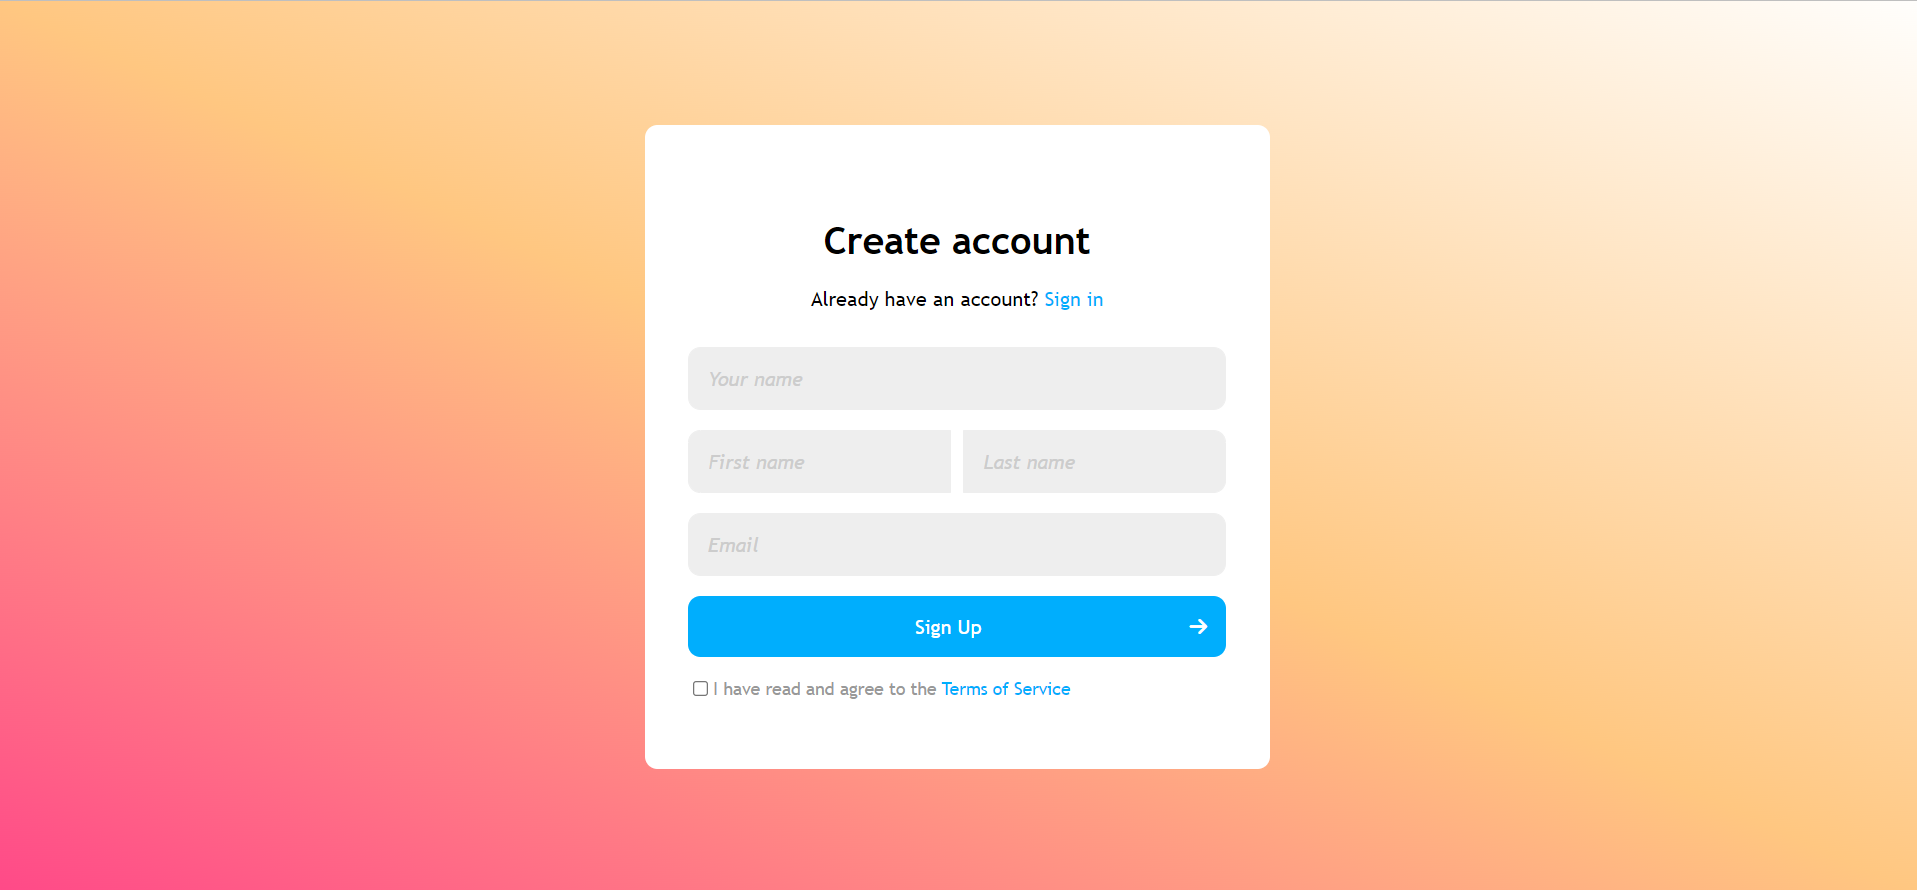 Create account
Already have an account? Sign in
Your name
First name Last name
Email
Sign Up
I have read and agree to the Terms of Service